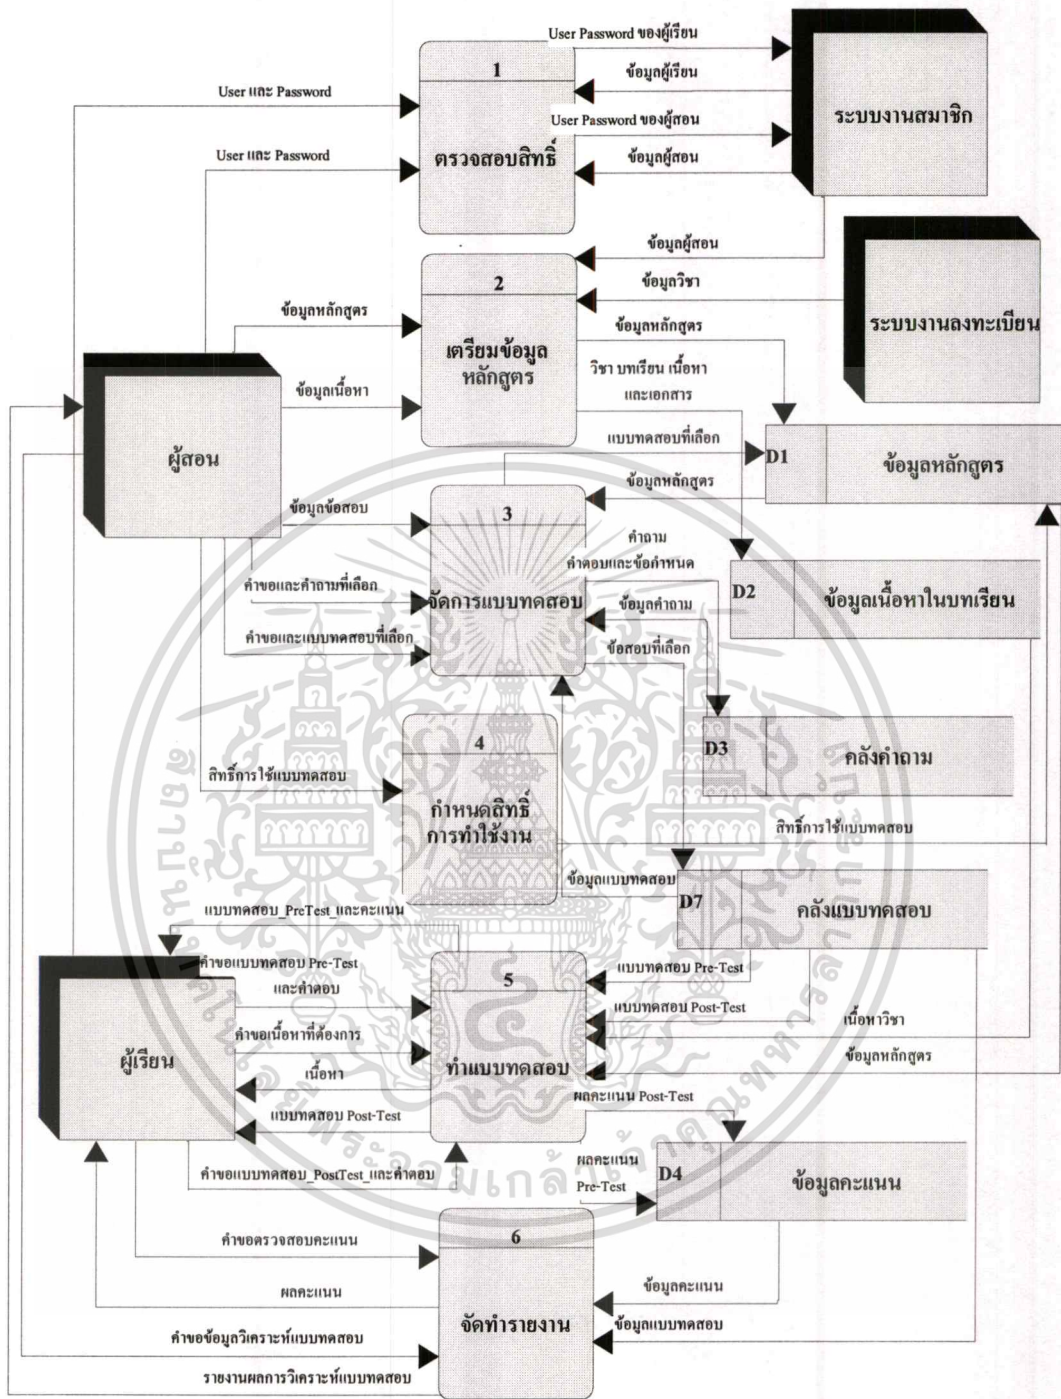 User Password ของผู้เรียน
1
ข้อมูลผู้เรียน
User และ Password
ระบบงานสมาชิก
User Password ของผู้สอน
User และ Password
ตรวจสอบสิทธิ์
ข้อมูลผู้สอน
ข้อมูลผู้สอน
2
ข้อมูลวิชา
ข้อมูลหลักสูตร
ข้อมูลหลักสูตร
ระบบงานลงทะเบียน
เตรียมข้อมูล
หลักสูตร
วิชา บทเรียน เนื้อหา
และเอกสาร
ข้อมูลเนื้อหา
แบบทดสอบที่เลือก
ผู้สอน
D1
ข้อมูลหลักสูตร
ข้อมูลหลักสูตร
ข้อมูลข้อสอบ
3
คำถาม
คำตอบและข้อกำหนด
คำขอและคำถามที่เลือก
จัดการแบบทดสอบ
ข้อมูลคำถาม
D2
ข้อมูลเนื้อหาในบทเรียน
คำขอและแบบทดสอบที่เลือก
ข้อสอบที่เลือก
4
D3
คลังคำถาม
สิทธิ์การใช้แบบทดสอบ
กำหนดสิทธิ์
การทำใช้งาน
สิทธิ์การใช้แบบทดสอบ
ข้อมูลแบบทดสอบ
D7
คลังแบบทดสอบ
แบบทดสอบ_PreTest_และคะแนน
คำขอแบบทดสอบ Pre-Test
และคำตอบ
5
แบบทดสอบ Pre-Test
แบบทดสอบ Post-Test
เนื้อหาวิชา
คำขอเนื้อหาที่ต้องการ
ผู้เรียน
เนื้อหา
ทำแบบทดสอบ
ข้อมูลหลักสูตร
แบบทดสอบ Post-Test
ผลคะแนน Post-Test
คำขอแบบทดสอบ_PostTest_และคำตอบ
ผลคะแนน
Pre-Test
D4
ข้อมูลคะแนน
6
คำขอตรวจสอบคะแนน
ผลคะแนน
ข้อมูลคะแนน
จัดทำรายงาน
ข้อมูลแบบทดสอบ
คำขอข้อมูลวิเคราะห์แบบทดสอบ
รายงานผลการวิเคราะห์แบบทดสอบ